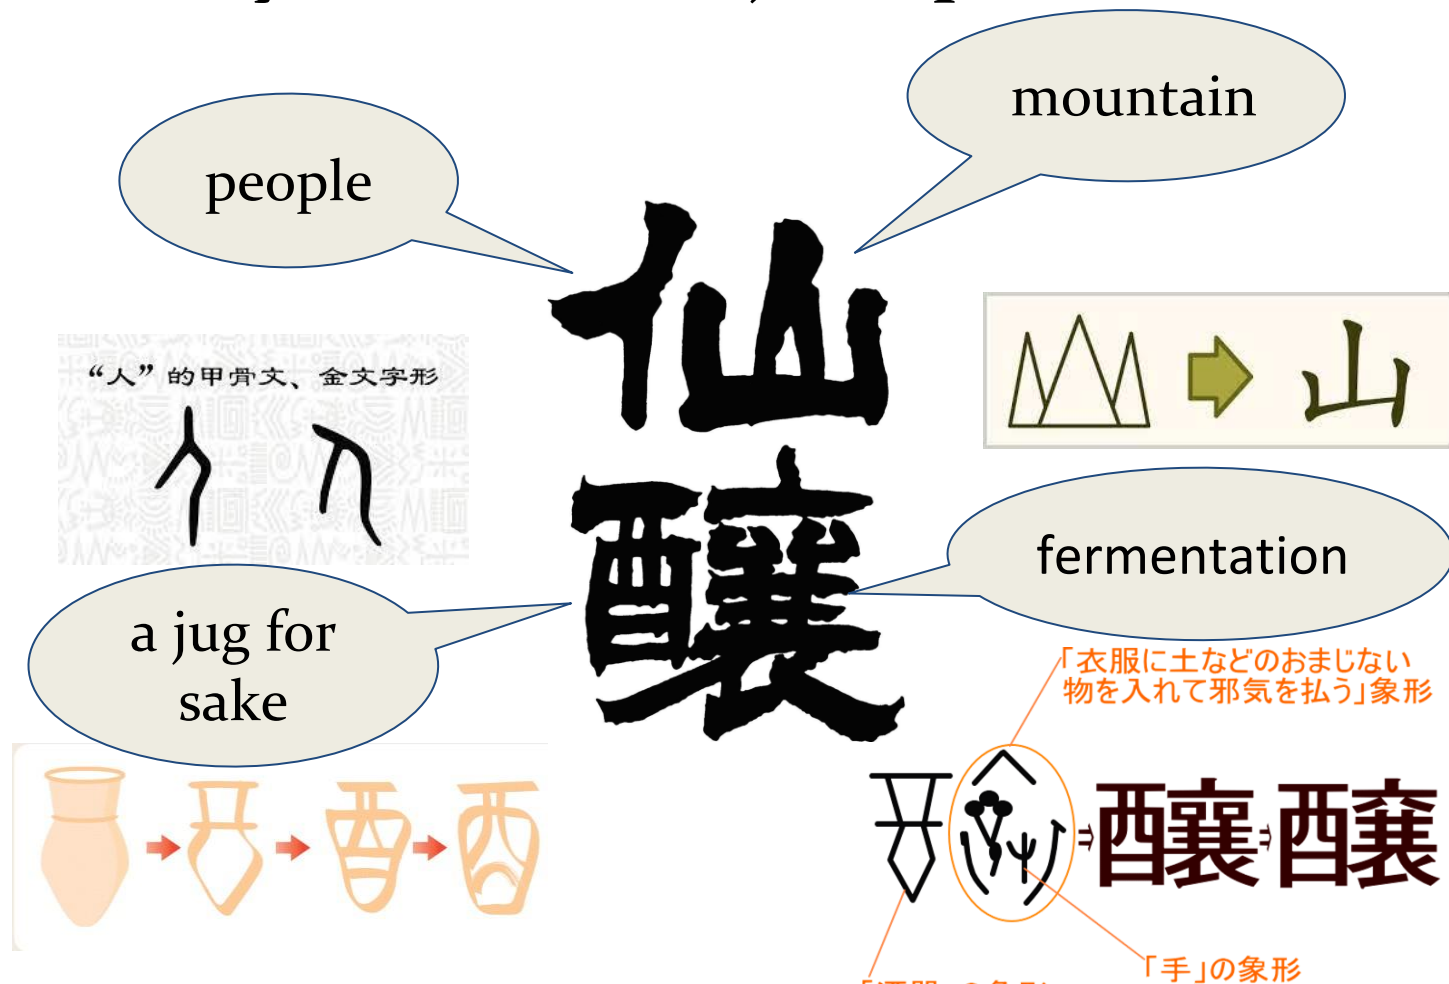 mountain
people
仙
醸
“人”的甲骨文、金文字形
山
fermentation
a jug for
sake
「衣服に土などのおまじない
物を入れて邪気を払う」象形
釀⇨醸
「手」の象形